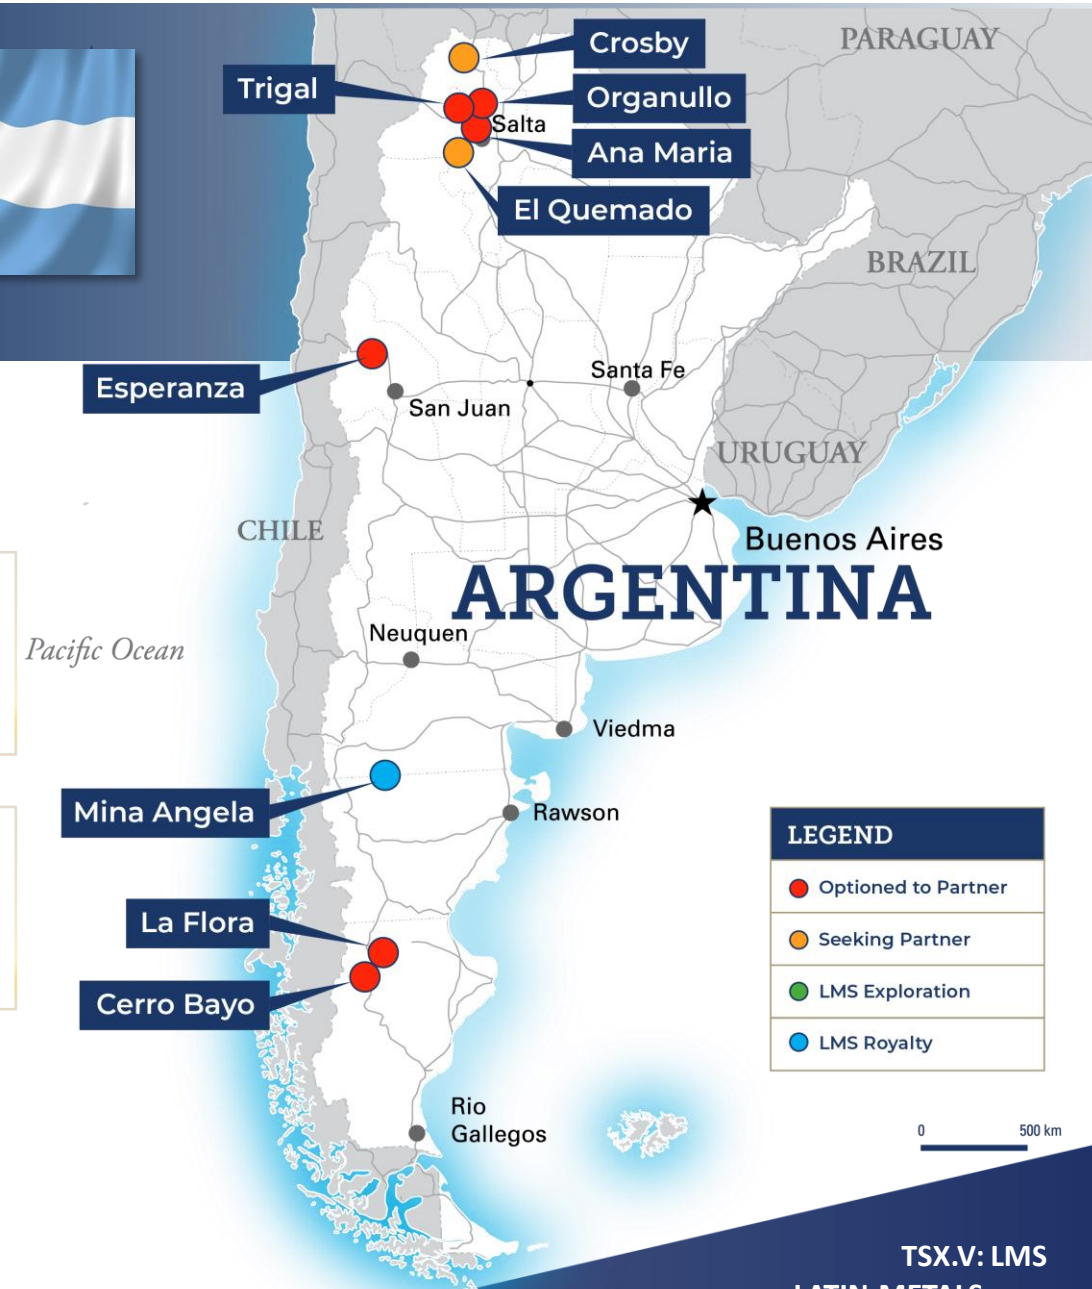 PARAGUAY
Crosby
Trigal
Organullo
Salta
Ana Maria
El Quemado
BRAZIL
Esperanza
Santa Fe
San Juan
URUGUAY
CHILE
Buenos Aires
ARGENTINA
Neuquen
Pacific Ocean
Viedma
Mina Angela
Rawson
LEGEND
Optioned to Partner
Seeking Partner
LMS Exploration
LMS Royalty
La Flora
Cerro Bayo
Rio
Gallegos
0 500 km
TSX.V: LMS
LATIN-METALS